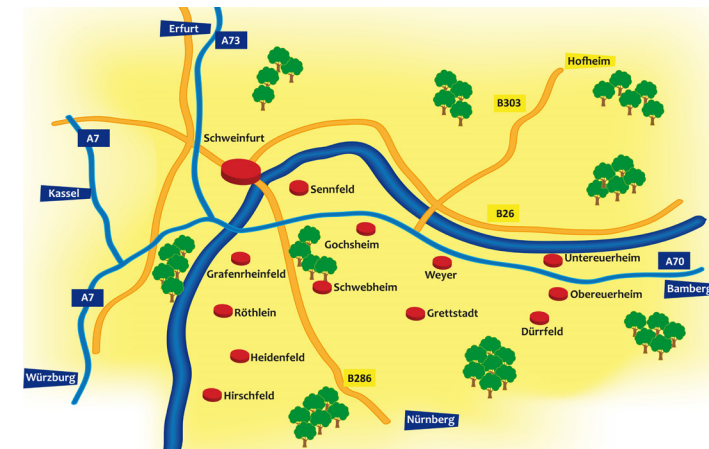 Erfurt
A73
Hofheim
B303
A7
Schweinfurt
Kassel
Sennfeld
B26
Gochsheim
Untereuerheim
A70
Grafenrheinfeld
Weyer
Schwebheim
Bamberg
A7
Obereuerheim
Röthlein
Grettstadt
Dürrfeld
Heidenfeld
Würzburg
B286
Hirschfeld
Nürnberg